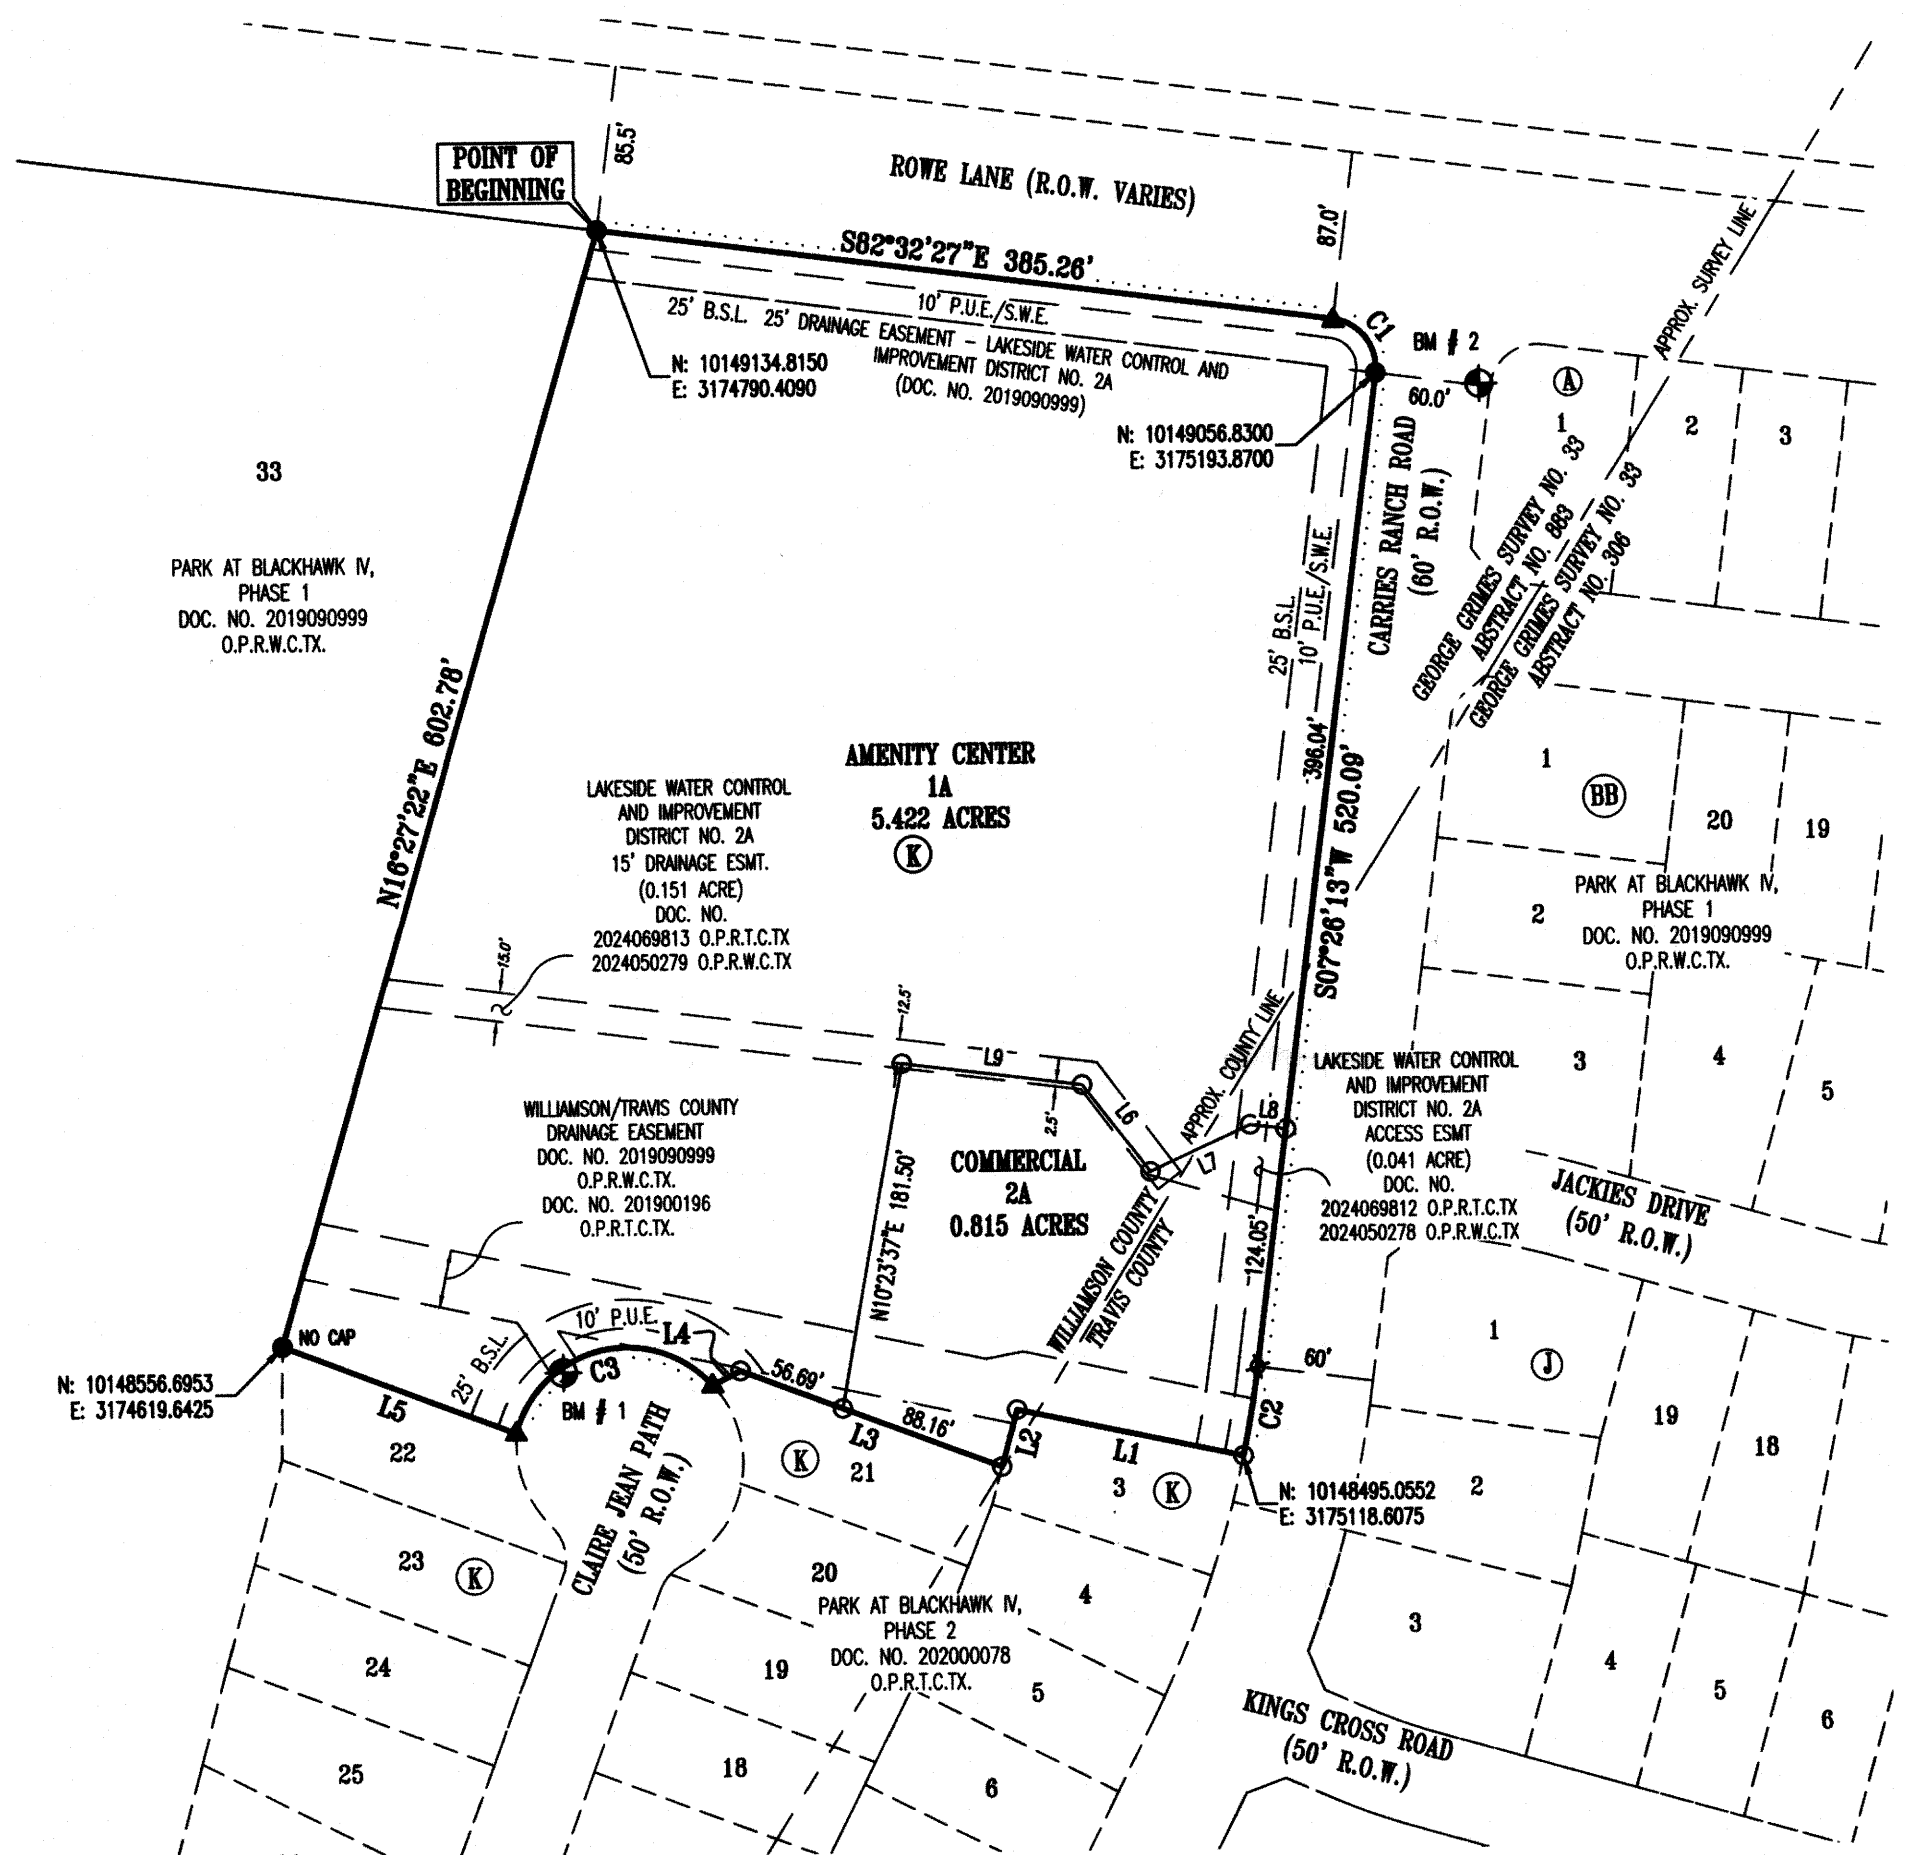 POINT OF
BEGINNING
85.5'
ROWE LANE (R.O.W. VARIES)
87.0'
APPROX. SURVEY LINE
S82°32'27"E 385.26'
10' P.U.E./S.W.E.
25' B.S.L.
25' DRAINAGE EASEMENT - LAKESIDE WATER CONTROL AND
IMPROVEMENT DISTRICT NO. 2A
(DOC. NO. 2019090999)
N: 10149134.8150
E: 3174790.4090
C1
BM # 2
60.0'
N: 10149056.8300
E: 3175193.8700
A
1
2
3
GEORGE GRIMES SURVEY NO. 33
ABSTRACT NO. 883
GEORGE GRIMES SURVEY NO. 33
ABSTRACT NO. 306
CARRIES RANCH ROAD
(60' R.O.W.)
25' B.S.L.
10' P.U.E./S.W.E.
33
PARK AT BLACKHAWK IV,
PHASE 1
DOC. NO. 2019090999
O.P.R.W.C.TX.
N16°27'22"E 602.78'
396.04'
S07°26'13"W 520.09'
AMENITY CENTER
1A
5.422 ACRES
K
LAKESIDE WATER CONTROL
AND IMPROVEMENT
DISTRICT NO. 2A
15' DRAINAGE ESMT.
(0.151 ACRE)
DOC. NO.
2024069813 O.P.R.T.C.TX
2024050279 O.P.R.W.C.TX
1
BB
20
19
2
PARK AT BLACKHAWK IV,
PHASE 1
DOC. NO. 2019090999
O.P.R.W.C.TX.
3
4
5
15.0'
12.5'
L9
2.5'
L6
APPROX. COUNTY LINE
L8
L7
LAKESIDE WATER CONTROL
AND IMPROVEMENT
DISTRICT NO. 2A
ACCESS ESMT
(0.041 ACRE)
DOC. NO.
2024069812 O.P.R.T.C.TX
2024050278 O.P.R.W.C.TX
WILLIAMSON/TRAVIS COUNTY
DRAINAGE EASEMENT
DOC. NO. 2019090999
O.P.R.W.C.TX.
DOC. NO. 201900196
O.P.R.T.C.TX.
N10°23'37"E 181.50'
COMMERCIAL
2A
0.815 ACRES
WILLIAMSON COUNTY
TRAVIS COUNTY
124.05'
JACKIES DRIVE
(50' R.O.W.)
NO CAP
N: 10148556.6953
E: 3174619.6425
10' P.U.E.
25' B.S.L.
L4
C3
BM # 1
L5
56.69'
88.16'
L3
L2
L1
C2
60'
1
J
19
18
2
N: 10148495.0552
E: 3175118.6075
22
CLAIRE JEAN PATH
(50' R.O.W.)
K
21
3
K
23
K
20
PARK AT BLACKHAWK IV,
PHASE 2
DOC. NO. 202000078
O.P.R.T.C.TX.
4
3
4
24
19
5
5
6
KINGS CROSS ROAD
(50' R.O.W.)
25
18
6